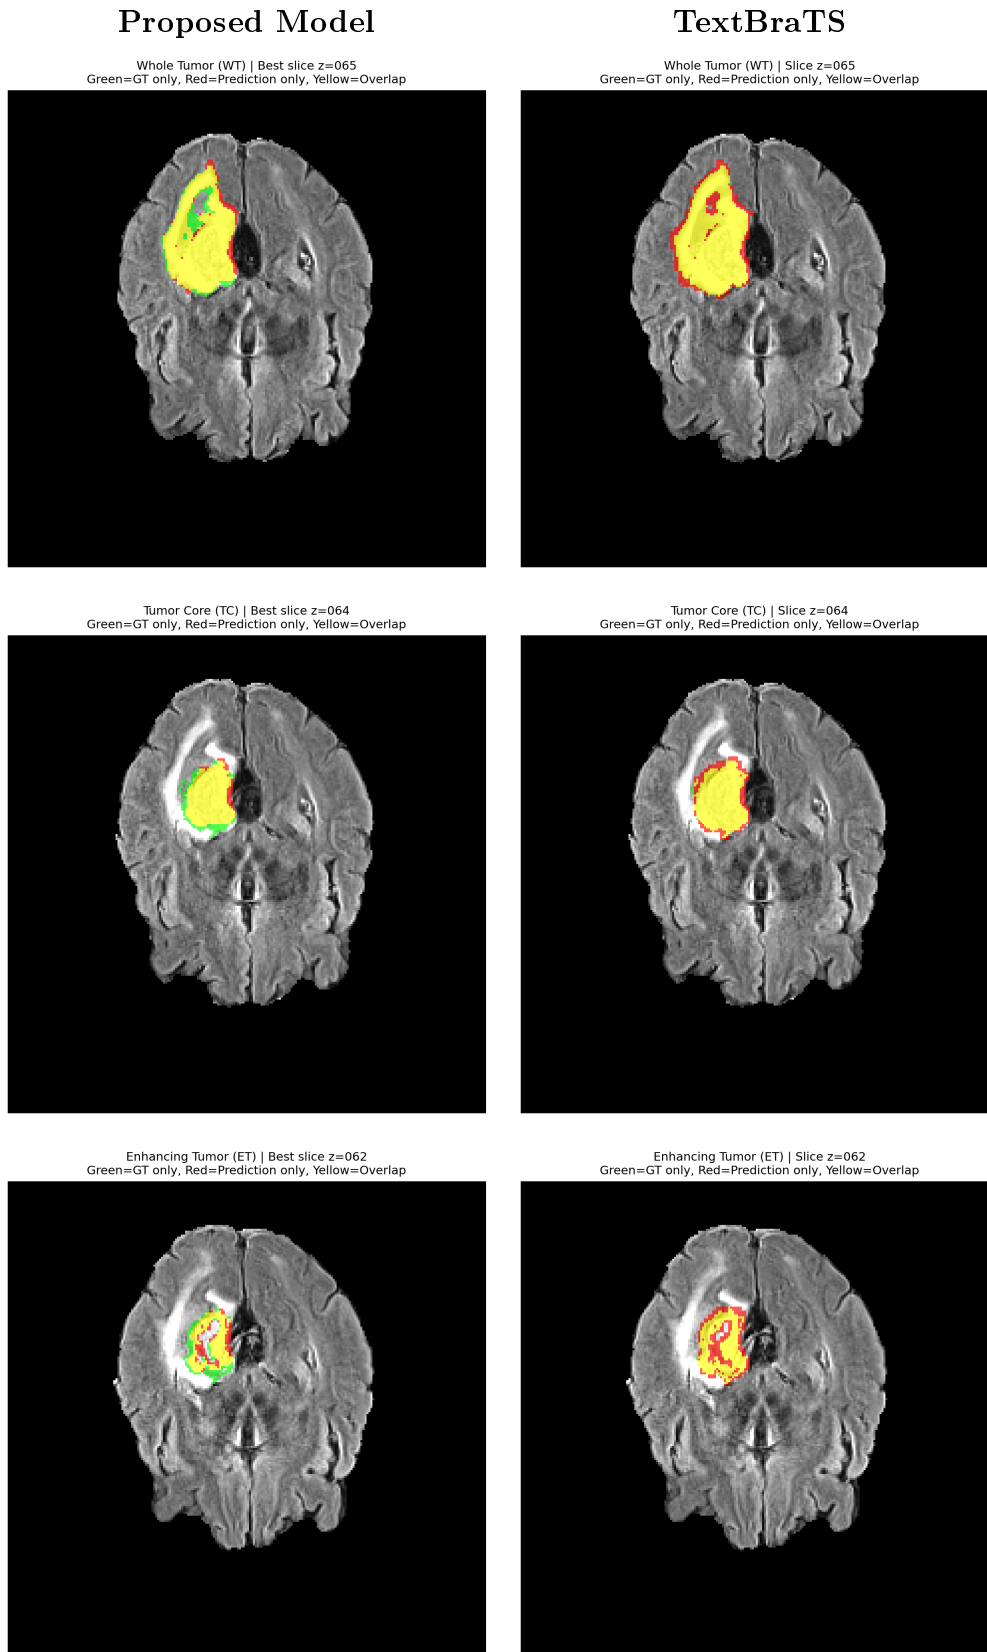 Proposed Model
TextBraTS
Whole Tumor (WT) | Best slice z=065
Green=GT only, Red=Prediction only, Yellow=Overlap
Whole Tumor (WT) | Slice z=065
Green=GT only, Red=Prediction only, Yellow=Overlap
Tumor Core (TC) | Best slice z=064
Green=GT only, Red=Prediction only, Yellow=Overlap
Tumor Core (TC) | Slice z=064
Green=GT only, Red=Prediction only, Yellow=Overlap
Enhancing Tumor (ET) | Best slice z=062
Green=GT only, Red=Prediction only, Yellow=Overlap
Enhancing Tumor (ET) | Slice z=062
Green=GT only, Red=Prediction only, Yellow=Overlap